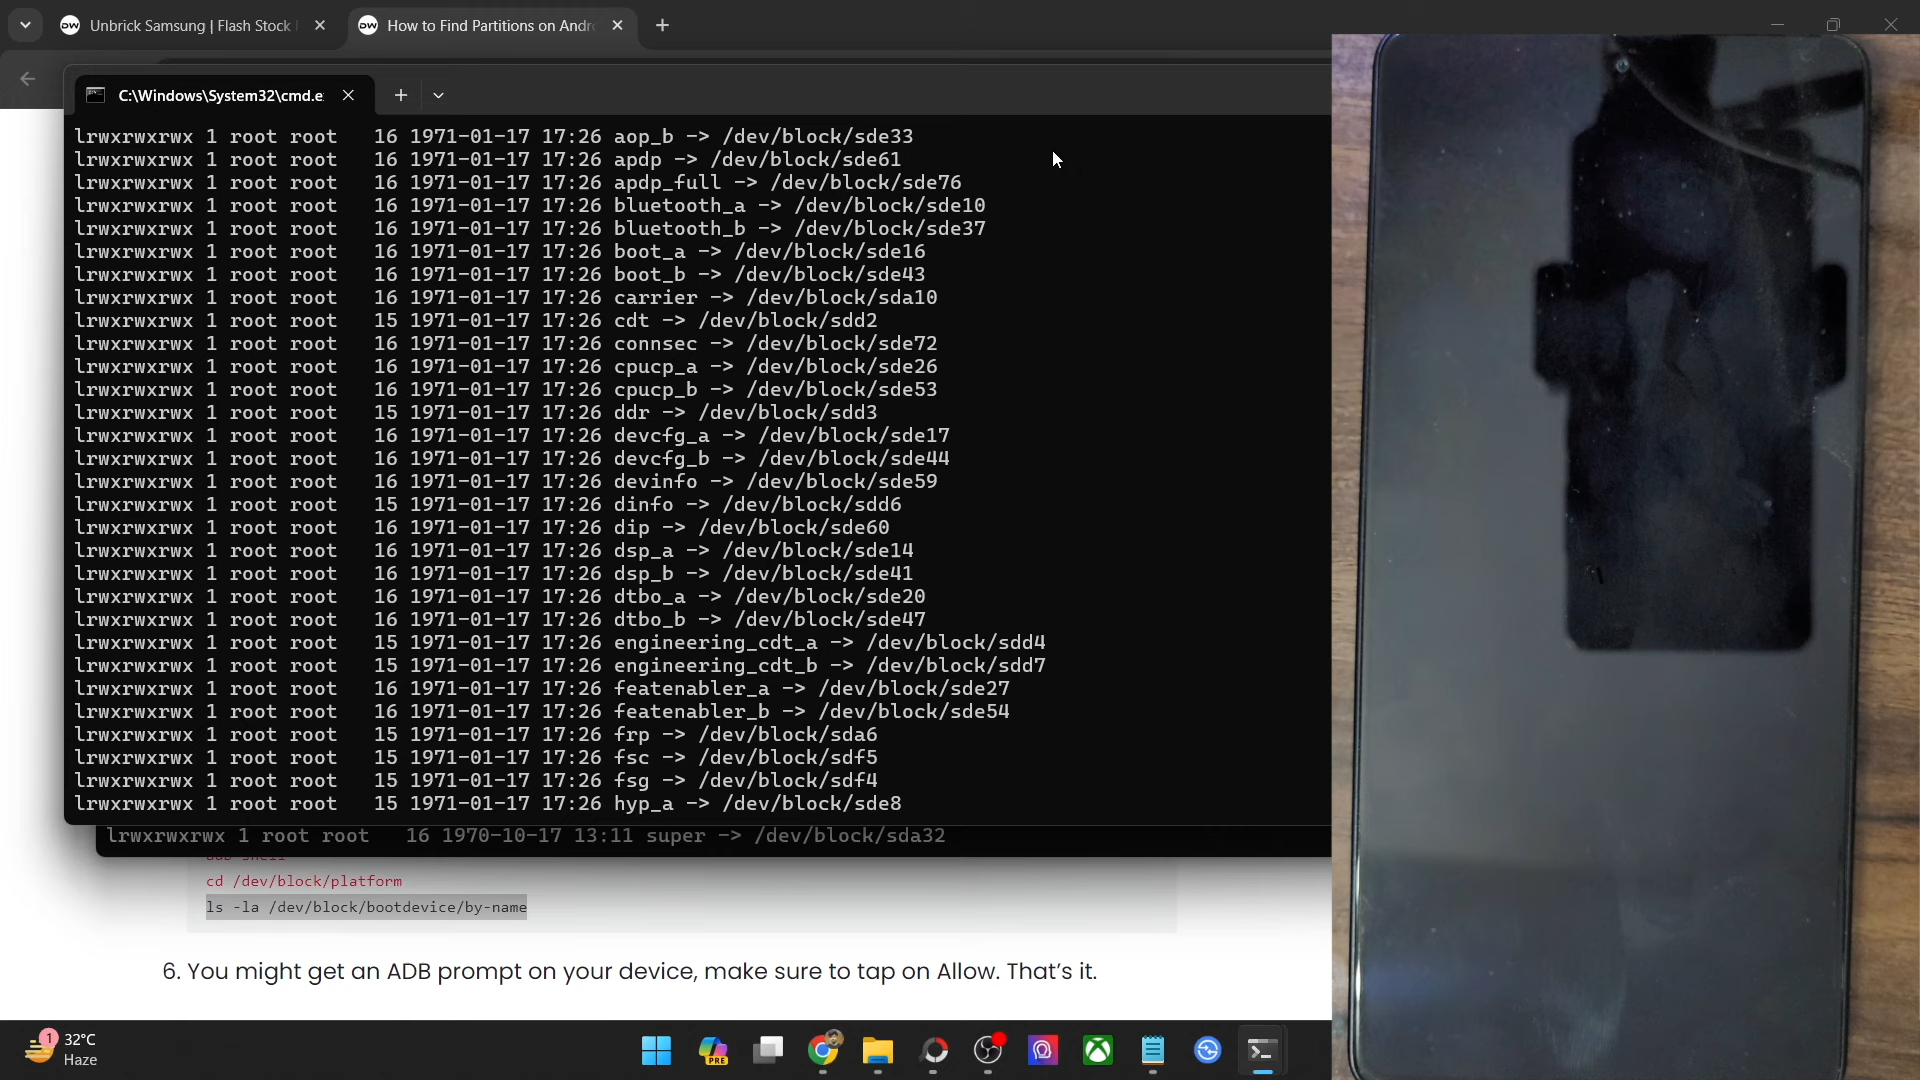 Unbrick Samsung | Flash Stock
How to Find Partitions on Andr
C:\Windows\System32\cmd.e
lrwxrwxrwx 1 root root   16 1971-01-17 17:26 aop_b -> /dev/block/sde33
lrwxrwxrwx 1 root root   16 1971-01-17 17:26 apdp -> /dev/block/sde61
lrwxrwxrwx 1 root root   16 1971-01-17 17:26 apdp_full -> /dev/block/sde76
lrwxrwxrwx 1 root root   16 1971-01-17 17:26 bluetooth_a -> /dev/block/sde10
lrwxrwxrwx 1 root root   16 1971-01-17 17:26 bluetooth_b -> /dev/block/sde37
lrwxrwxrwx 1 root root   16 1971-01-17 17:26 boot_a -> /dev/block/sde16
lrwxrwxrwx 1 root root   16 1971-01-17 17:26 boot_b -> /dev/block/sde43
lrwxrwxrwx 1 root root   16 1971-01-17 17:26 carrier -> /dev/block/sda10
lrwxrwxrwx 1 root root   15 1971-01-17 17:26 cdt -> /dev/block/sdd2
lrwxrwxrwx 1 root root   16 1971-01-17 17:26 connsec -> /dev/block/sde72
lrwxrwxrwx 1 root root   16 1971-01-17 17:26 cpucp_a -> /dev/block/sde26
lrwxrwxrwx 1 root root   16 1971-01-17 17:26 cpucp_b -> /dev/block/sde53
lrwxrwxrwx 1 root root   15 1971-01-17 17:26 ddr -> /dev/block/sdd3
lrwxrwxrwx 1 root root   16 1971-01-17 17:26 devcfg_a -> /dev/block/sde17
lrwxrwxrwx 1 root root   16 1971-01-17 17:26 devcfg_b -> /dev/block/sde44
lrwxrwxrwx 1 root root   16 1971-01-17 17:26 devinfo -> /dev/block/sde59
lrwxrwxrwx 1 root root   15 1971-01-17 17:26 dinfo -> /dev/block/sdd6
lrwxrwxrwx 1 root root   16 1971-01-17 17:26 dip -> /dev/block/sde60
lrwxrwxrwx 1 root root   16 1971-01-17 17:26 dsp_a -> /dev/block/sde14
lrwxrwxrwx 1 root root   16 1971-01-17 17:26 dsp_b -> /dev/block/sde41
lrwxrwxrwx 1 root root   16 1971-01-17 17:26 dtbo_a -> /dev/block/sde20
lrwxrwxrwx 1 root root   16 1971-01-17 17:26 dtbo_b -> /dev/block/sde47
lrwxrwxrwx 1 root root   15 1971-01-17 17:26 engineering_cdt_a -> /dev/block/sdd4
lrwxrwxrwx 1 root root   15 1971-01-17 17:26 engineering_cdt_b -> /dev/block/sdd7
lrwxrwxrwx 1 root root   16 1971-01-17 17:26 featenabler_a -> /dev/block/sde27
lrwxrwxrwx 1 root root   16 1971-01-17 17:26 featenabler_b -> /dev/block/sde54
lrwxrwxrwx 1 root root   15 1971-01-17 17:26 frp -> /dev/block/sda6
lrwxrwxrwx 1 root root   15 1971-01-17 17:26 fsc -> /dev/block/sdf5
lrwxrwxrwx 1 root root   15 1971-01-17 17:26 fsg -> /dev/block/sdf4
lrwxrwxrwx 1 root root   15 1971-01-17 17:26 hyp_a -> /dev/block/sde8
lrwxrwxrwx 1 root root   16 1970-10-17 13:11 super -> /dev/block/sda32
adb shell
cd /dev/block/platform
ls -la /dev/block/bootdevice/by-name
6. You might get an ADB prompt on your device, make sure to tap on Allow. That's it.
1
32°C
Haze
PRE